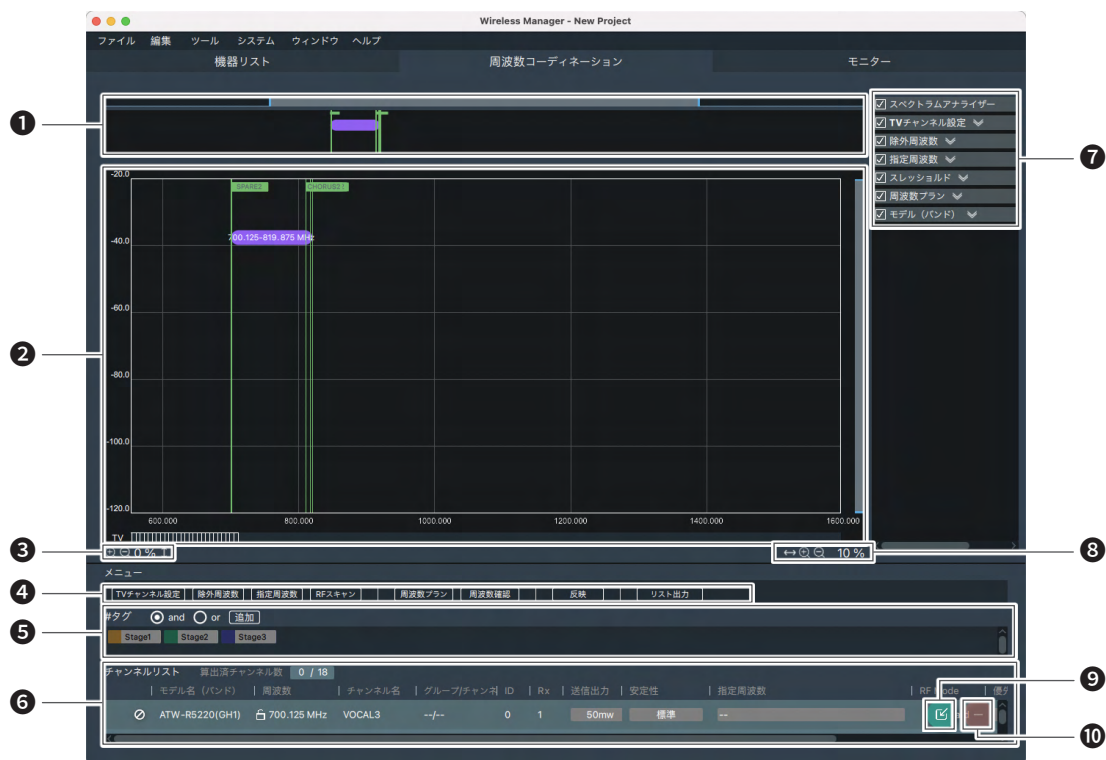 Wireless Manager - New Project
ファイル 編集 ツール システム ウィンドウ ヘルプ
機器リスト 周波数コーディネーション モニター
❶
スペクトラムアナライザー
TVチャンネル設定
除外周波数
指定周波数
スレッショルド
周波数プラン
モデル（バンド）
❼
❷
-20.0
SPARE2 CHORUS2
700.125-819.875 MHz
-40.0
-60.0
-80.0
-100.0
-120.0
600.000 800.000 1000.000 1200.000 1400.000 1600.000
TV
❸
0 %
10 %
❽
メニュー
❹
TVチャンネル設定 除外周波数 指定周波数 RFスキャン 周波数プラン 周波数確認 反映 リスト出力
❺
#タグ and or 追加
Stage1 Stage2 Stage3
❻
チャンネルリスト 算出済チャンネル数 0 / 18
モデル名（バンド） 周波数 チャンネル名 グループ/チャンネ ID Rx 送信出力 安定性 指定周波数 RF Mode
ATW-R5220(GH1) 700.125 MHz VOCAL3 --/-- 0 1 50mw 標準 --
❾
❿